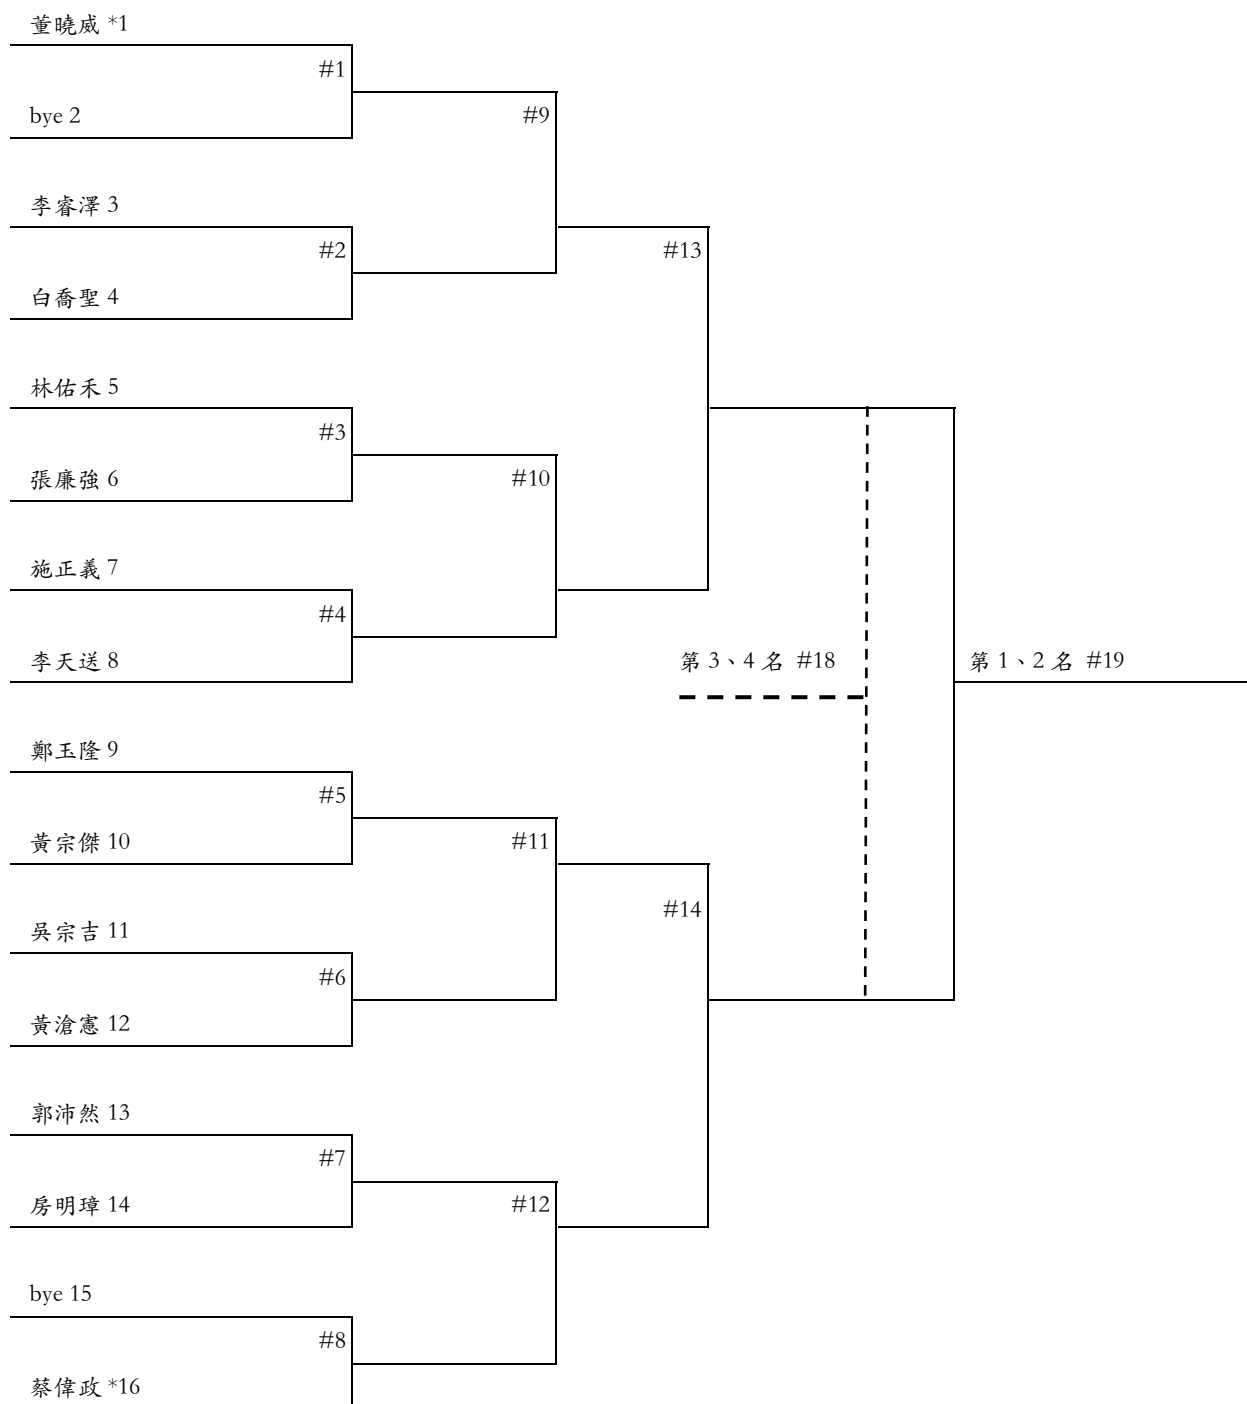 董曉威 *1
#1
bye 2
#9
李睿澤 3
#2
#13
白喬聖 4
林佑禾 5
#3
張廉強 6
#10
施正義 7
#4
李天送 8
第 3、4 名 #18
第 1、2 名 #19
鄭玉隆 9
#5
黃宗傑 10
#11
#14
吳宗吉 11
#6
黃滄憲 12
郭沛然 13
#7
房明璋 14
#12
bye 15
#8
蔡偉政 *16